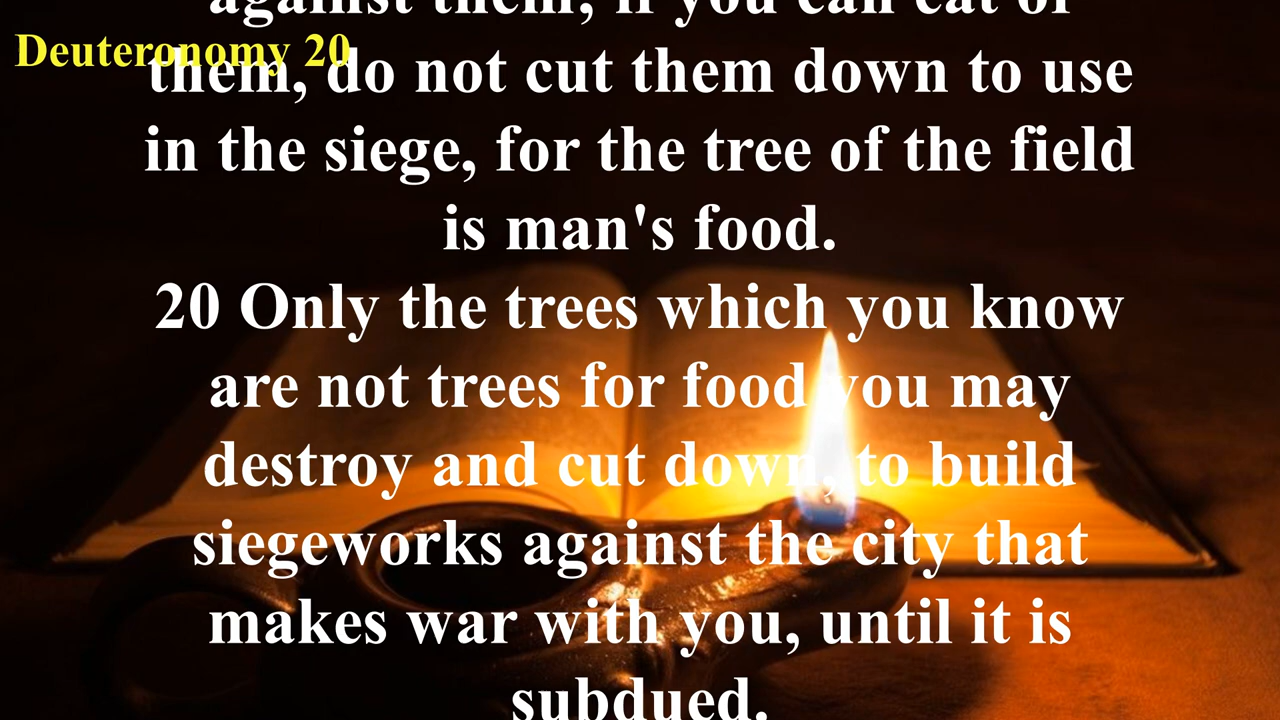 against them; if you can eat of
Deuteronomy 20
them, do not cut them down to use
in the siege, for the tree of the field
is man's food.
20 Only the trees which you know
are not trees for food you may
destroy and cut down, to build
siegeworks against the city that
makes war with you, until it is
subdued.